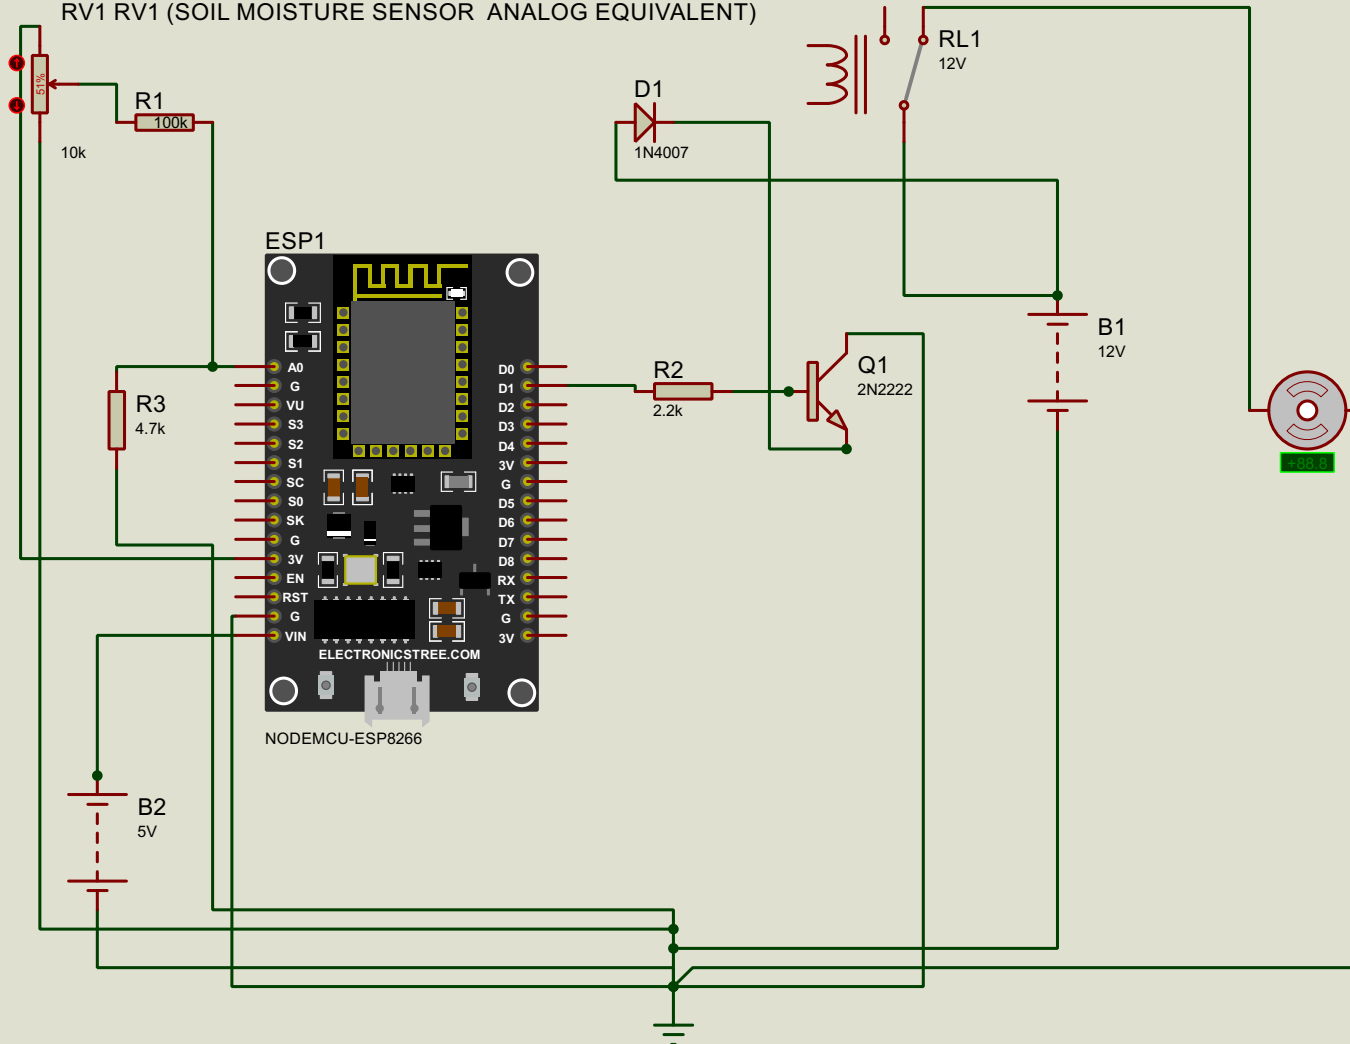 RV1 RV1 (SOIL MOISTURE SENSOR ANALOG EQUIVALENT)
51%
10k
R1
100k
D1
1N4007
RL1
12V
ESP1
A0
G
VU
S3
S2
S1
SC
S0
SK
G
3V
EN
RST
G
VIN
D0
D1
D2
D3
D4
3V
G
D5
D6
D7
D8
RX
TX
G
3V
ELECTRONICSTREE.COM
NODEMCU-ESP8266
R3
4.7k
R2
2.2k
Q1
2N2222
B1
12V
+88.8
B2
5V